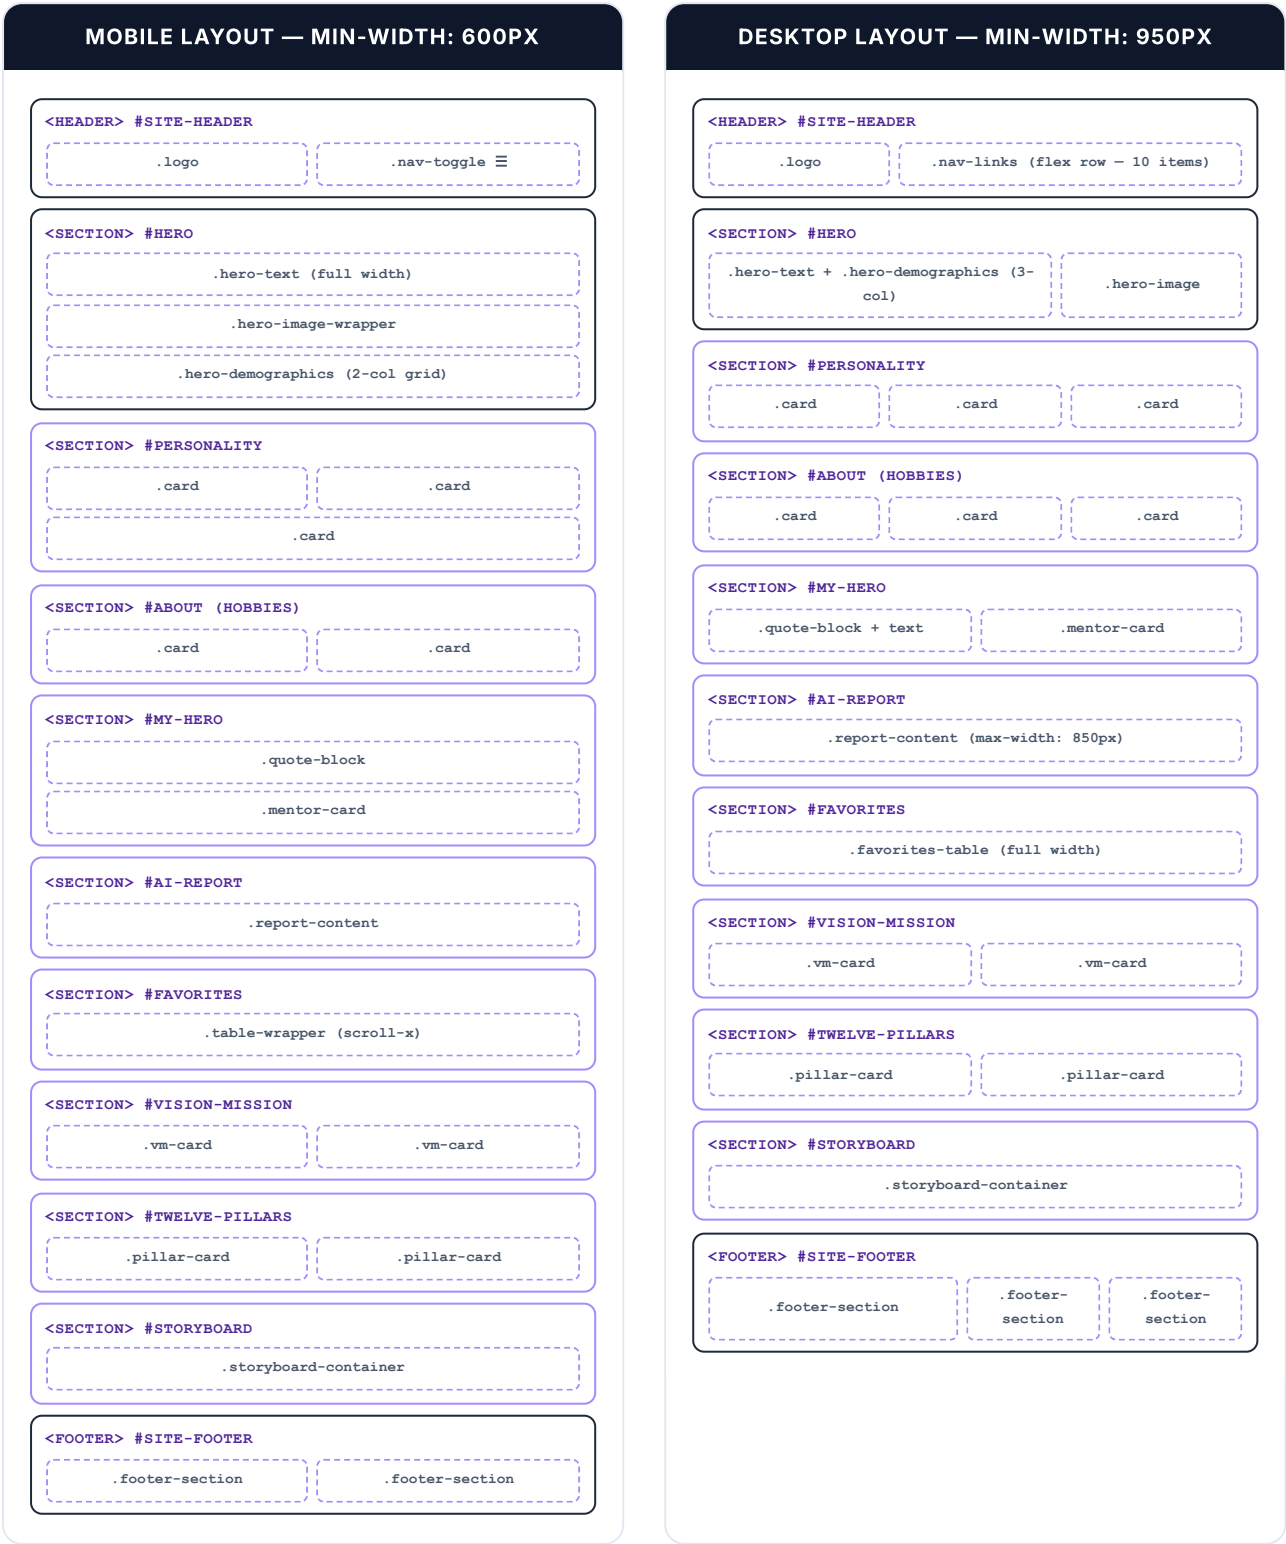 MOBILE LAYOUT — MIN-WIDTH: 600PX
<HEADER> #SITE-HEADER
.logo
.nav-toggle ☰
<SECTION> #HERO
.hero-text (full width)
.hero-image-wrapper
.hero-demographics (2-col grid)
<SECTION> #PERSONALITY
.card
.card
.card
<SECTION> #ABOUT (HOBBIES)
.card
.card
<SECTION> #MY-HERO
.quote-block
.mentor-card
<SECTION> #AI-REPORT
.report-content
<SECTION> #FAVORITES
.table-wrapper (scroll-x)
<SECTION> #VISION-MISSION
.vm-card
.vm-card
<SECTION> #TWELVE-PILLARS
.pillar-card
.pillar-card
<SECTION> #STORYBOARD
.storyboard-container
<FOOTER> #SITE-FOOTER
.footer-section
.footer-section
DESKTOP LAYOUT — MIN-WIDTH: 950PX
<HEADER> #SITE-HEADER
.logo
.nav-links (flex row — 10 items)
<SECTION> #HERO
.hero-text + .hero-demographics (3-
col)
.hero-image
<SECTION> #PERSONALITY
.card
.card
.card
<SECTION> #ABOUT (HOBBIES)
.card
.card
.card
<SECTION> #MY-HERO
.quote-block + text
.mentor-card
<SECTION> #AI-REPORT
.report-content (max-width: 850px)
<SECTION> #FAVORITES
.favorites-table (full width)
<SECTION> #VISION-MISSION
.vm-card
.vm-card
<SECTION> #TWELVE-PILLARS
.pillar-card
.pillar-card
<SECTION> #STORYBOARD
.storyboard-container
<FOOTER> #SITE-FOOTER
.footer-section
.footer-
section
.footer-
section